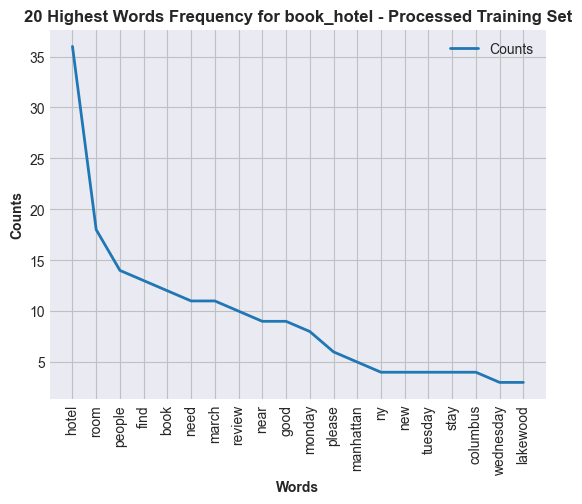 20 Highest Words Frequency for book_hotel - Processed Training Set
Counts
Counts
35
30
25
20
15
10
5
hotel
room
people
find
book
need
march
review
near
good
monday
please
manhattan
ny
new
tuesday
stay
columbus
wednesday
lakewood
Words